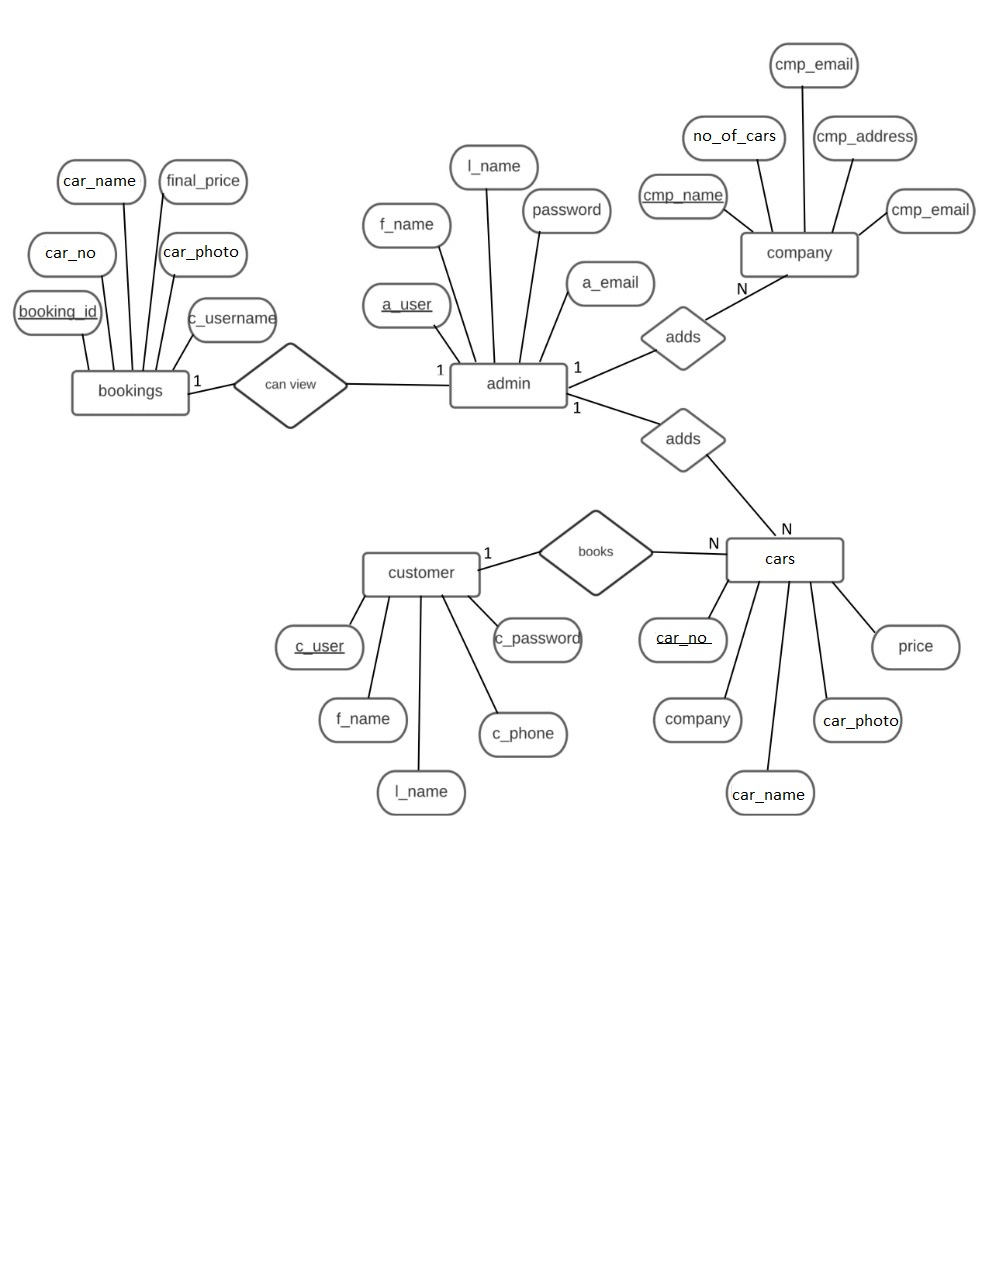 cmp_email
no_of_cars
cmp_address
cmp_name
cmp_email
company
N
adds
1
l_name
f_name
password
a_user
a_email
admin
1
1
car_name
final_price
car_no
car_photo
booking_id
c_username
bookings
1
can view
adds
N
cars
N
books
1
customer
c_user
c_password
f_name
c_phone
l_name
car_no
price
company
car_photo
car_name